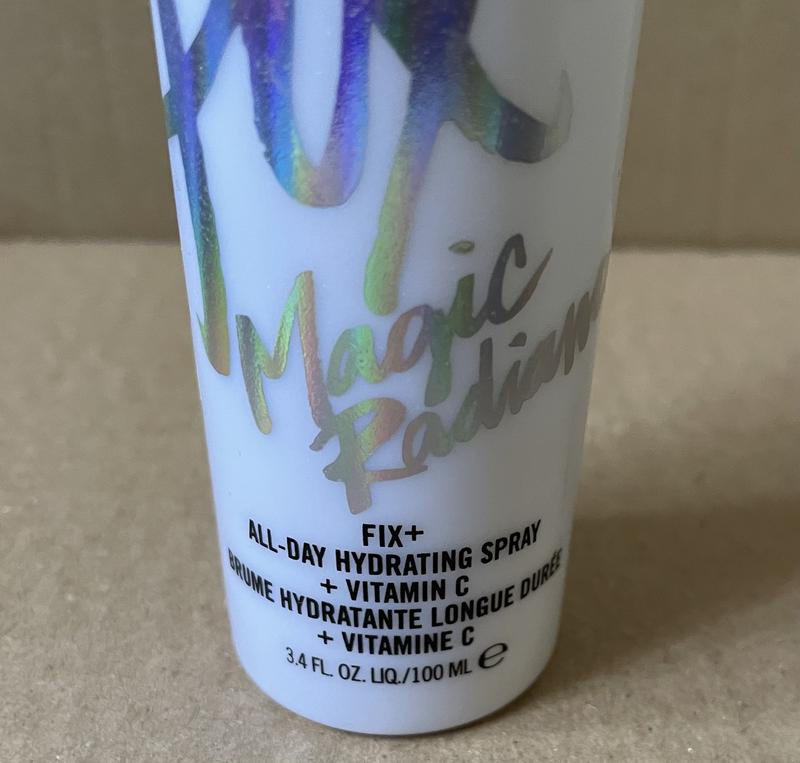 Magic
FIX+
ALL-DAY HYDRATING SPRAY
+ VITAMIN C
BRUME HYDRATANTE LONGUE DURÉE
+ VITAMINE C
3.4 FL. OZ. LIQ./100 ML ℮